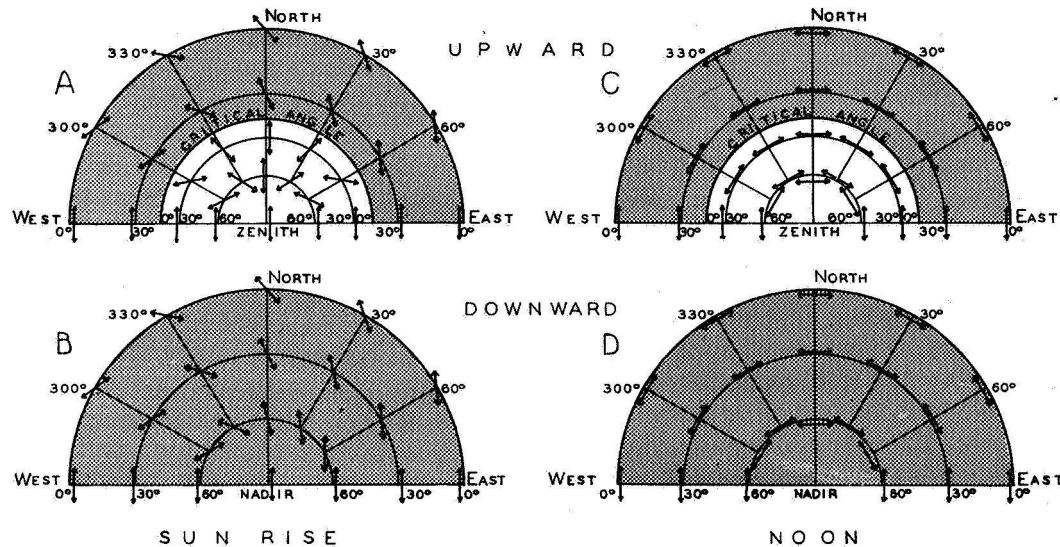 NORTH NORTH
330° 30° UPWARD 330° 30°
A C
300° CRITICAL ANGLE 60° 300° CRITICAL ANGLE 60°
WEST EAST WEST EAST
0° 30° 0° 30° 60° 60° 30° 0° 30° 0° 0° 30° 0° 30° 60° 60° 30° 0° 30° 0°
ZENITH ZENITH
NORTH NORTH
330° 30° DOWNWARD 330° 30°
B D
300° 60° 300° 60°
WEST EAST WEST EAST
0° 30° 60° NADIR 60° 30° 0° 0° 30° 60° NADIR 60° 30° 0°
SUN RISE NOON